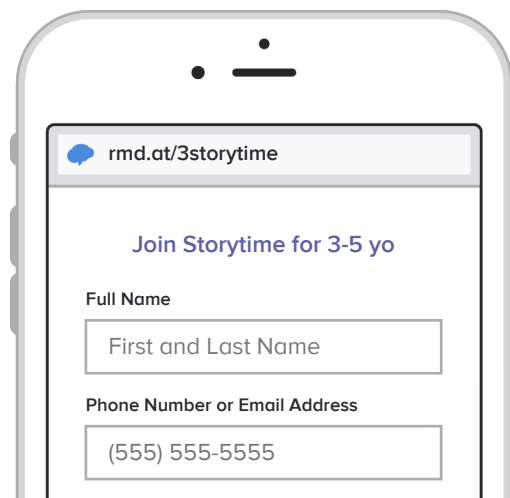 rmd.at/3storytime
Join Storytime for 3-5 yo
Full Name
First and Last Name
Phone Number or Email Address
(555) 555-5555